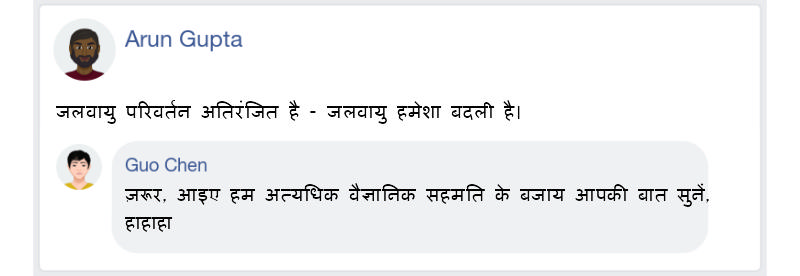 Arun Gupta
जलवायु परिवर्तन अतिरंजित है - जलवायु हमेशा बदली है।
Guo Chen
ज़रूर, आइए हम अत्यधिक वैज्ञानिक सहमति के बजाय आपकी बात सुनें,
हाहाहा